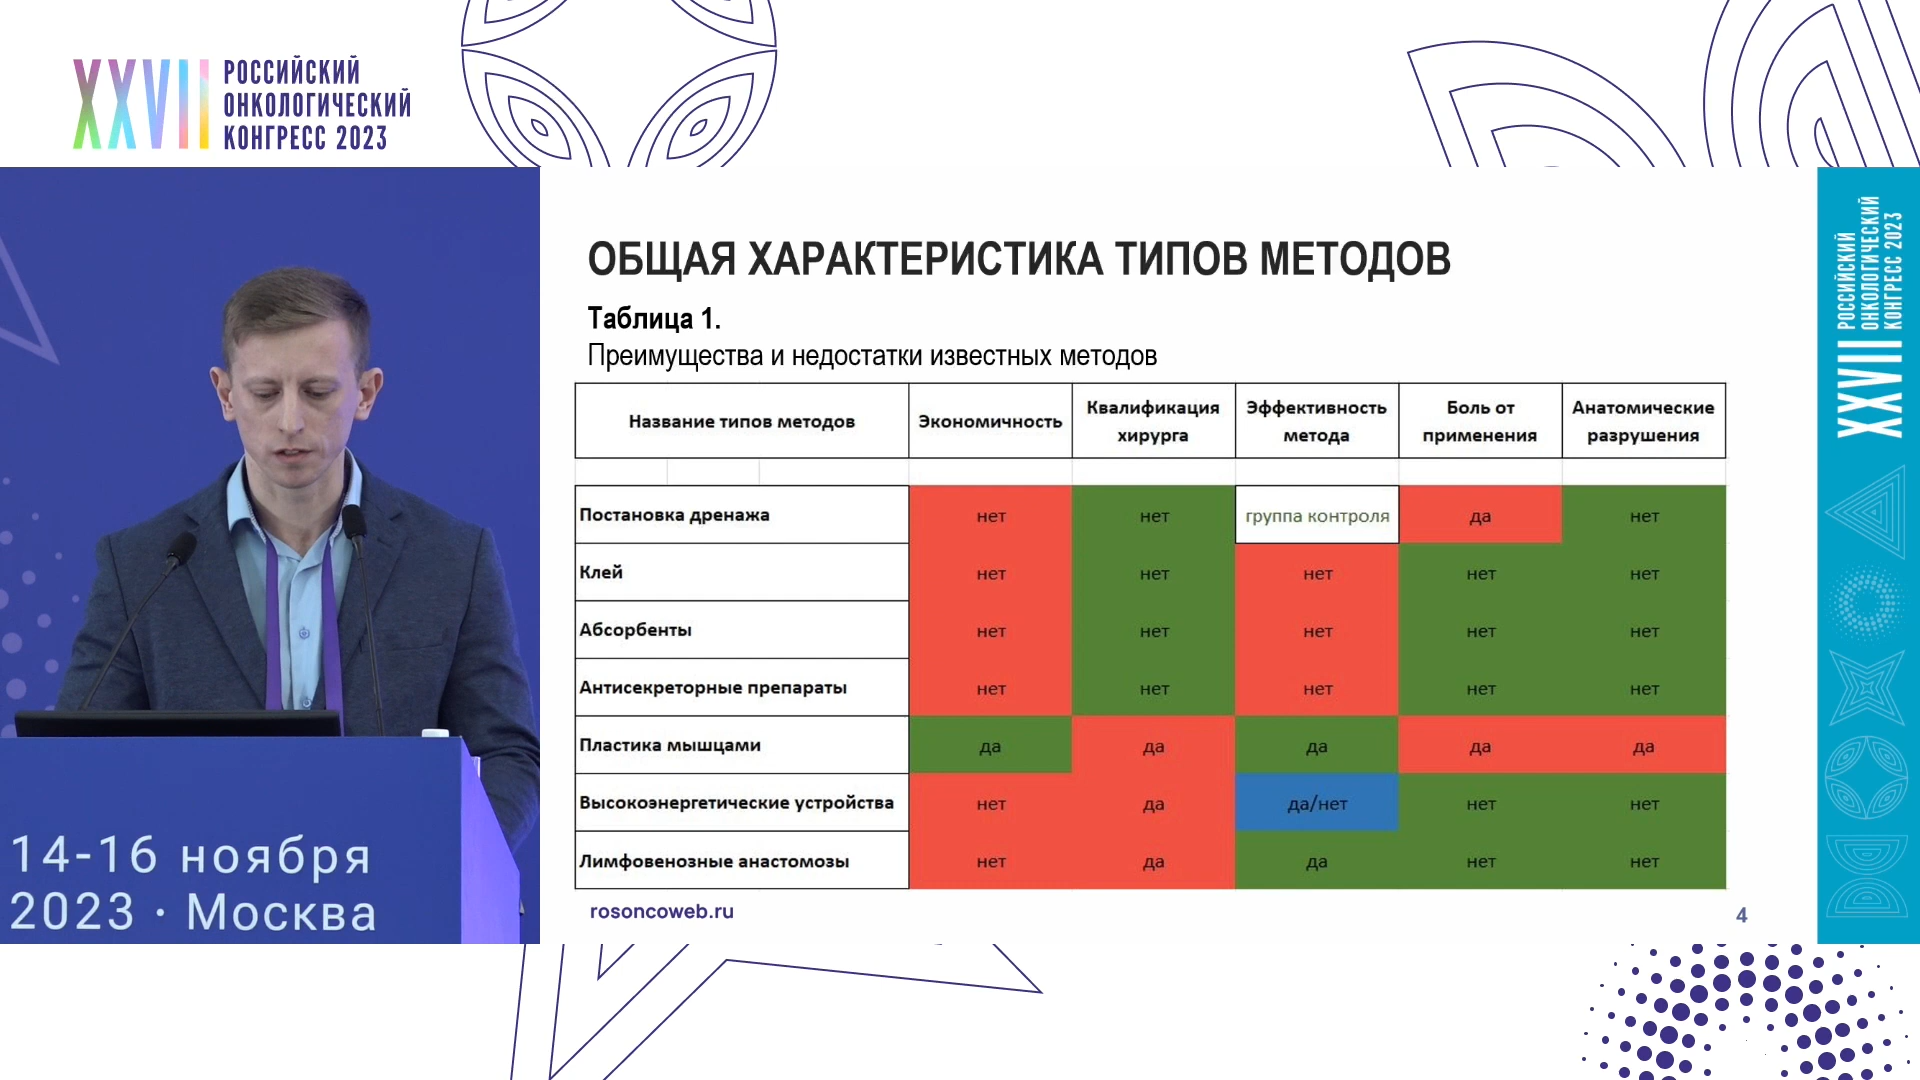 XXVII
РОССИЙСКИЙ
ОНКОЛОГИЧЕСКИЙ
КОНГРЕСС 2023
ОБЩАЯ ХАРАКТЕРИСТИКА ТИПОВ МЕТОДОВ
Таблица 1.
Преимущества и недостатки известных методов
Название типов методов Экономичность Квалификация хирурга Эффективность метода Боль от применения Анатомические разрушения
Постановка дренажа нет нет группа контроля да нет
Клей нет нет нет нет нет
Абсорбенты нет нет нет нет нет
Антисекреторные препараты нет нет нет нет нет
Пластика мышцами да да да да да
Высокоэнергетические устройства нет да да/нет нет нет
Лимфовенозные анастомозы нет да да нет нет
rosoncoweb.ru
4
14-16 ноября
2023 · Москва
XXVII
РОССИЙСКИЙ
ОНКОЛОГИЧЕСКИЙ
КОНГРЕСС 2023